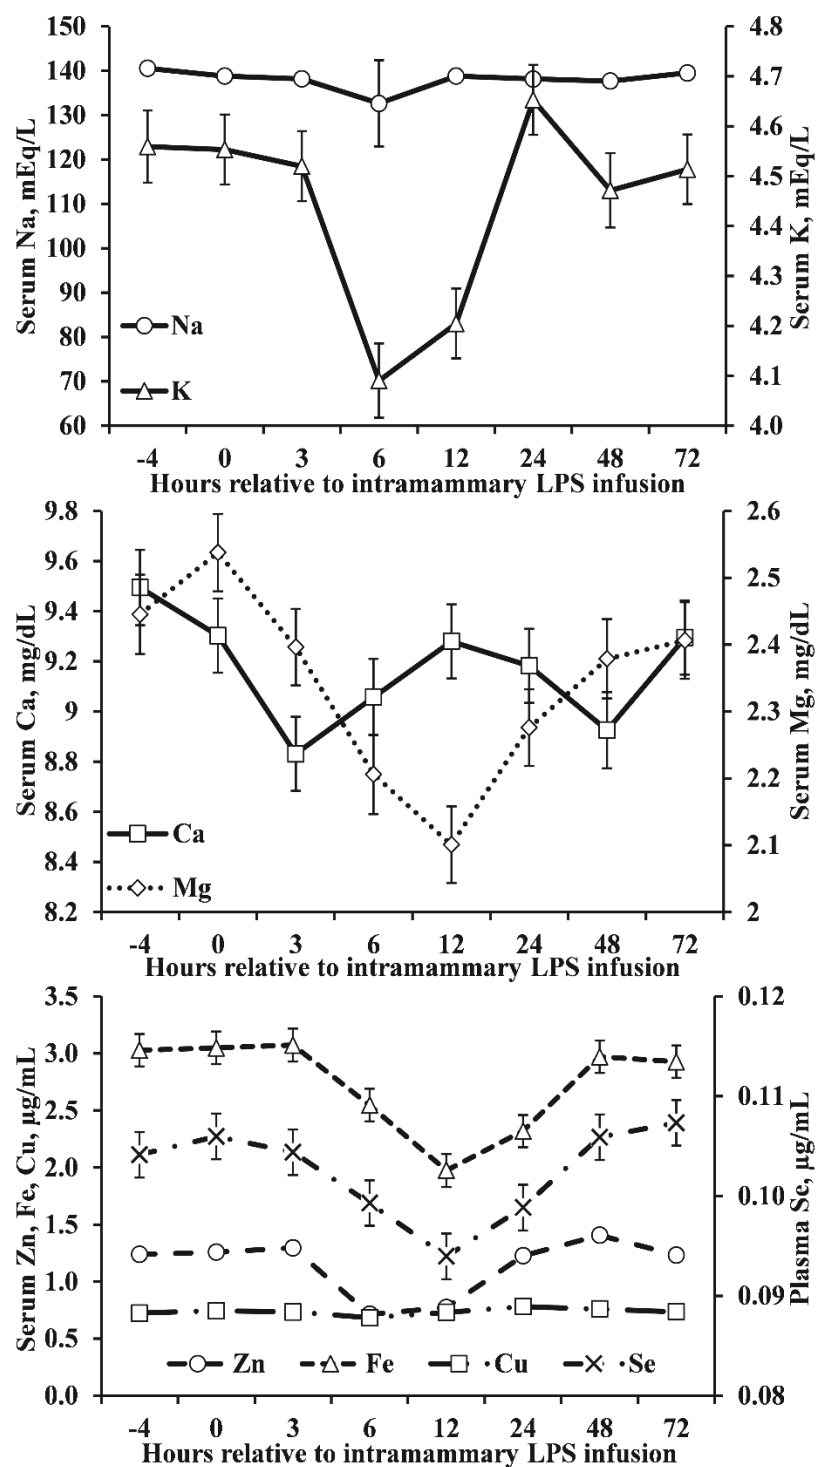 150
140
130
120
110
100
90
80
70
60
Serum Na, mEq/L
4.8
4.7
4.6
4.5
4.4
4.3
4.2
4.1
4.0
Serum K, mEq/L
Na
K
-4 0 3 6 12 24 48 72
Hours relative to intramammary LPS infusion
9.8
9.6
9.4
9.2
9
8.8
8.6
8.4
8.2
Serum Ca, mg/dL
2.6
2.5
2.4
2.3
2.2
2.1
2
Serum Mg, mg/dL
Ca
Mg
-4 0 3 6 12 24 48 72
Hours relative to intramammary LPS infusion
3.5
3.0
2.5
2.0
1.5
1.0
0.5
0.0
Serum Zn, Fe, Cu, µg/mL
0.12
0.11
0.10
0.09
0.08
Plasma Se, µg/mL
Zn Fe Cu Se
-4 0 3 6 12 24 48 72
Hours relative to intramammary LPS infusion